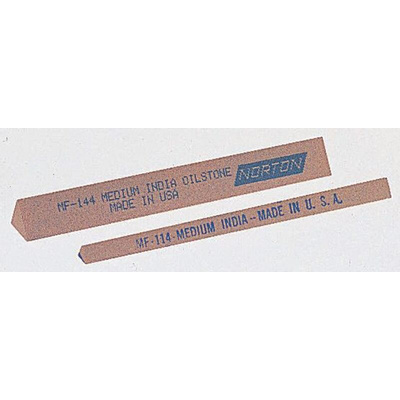 MF-144 MEDIUM INDIA OILSTONE
MADE IN USA
NORTON
MF-114-MEDIUM INDIA-MADE IN U. S. A.